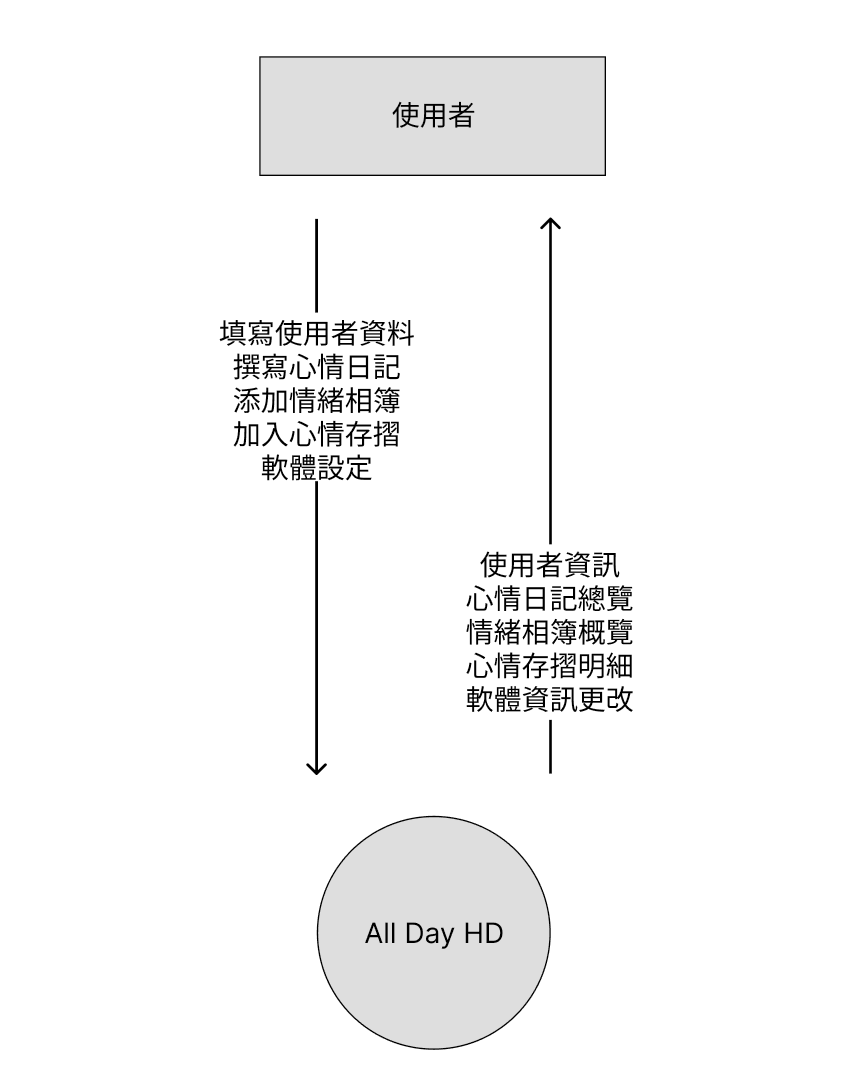 使用者
填寫使用者資料
撰寫心情日記
添加情緒相簿
加入心情存摺
軟體設定
使用者資訊
心情日記總覽
情緒相簿概覽
心情存摺明細
軟體資訊更改
All Day HD